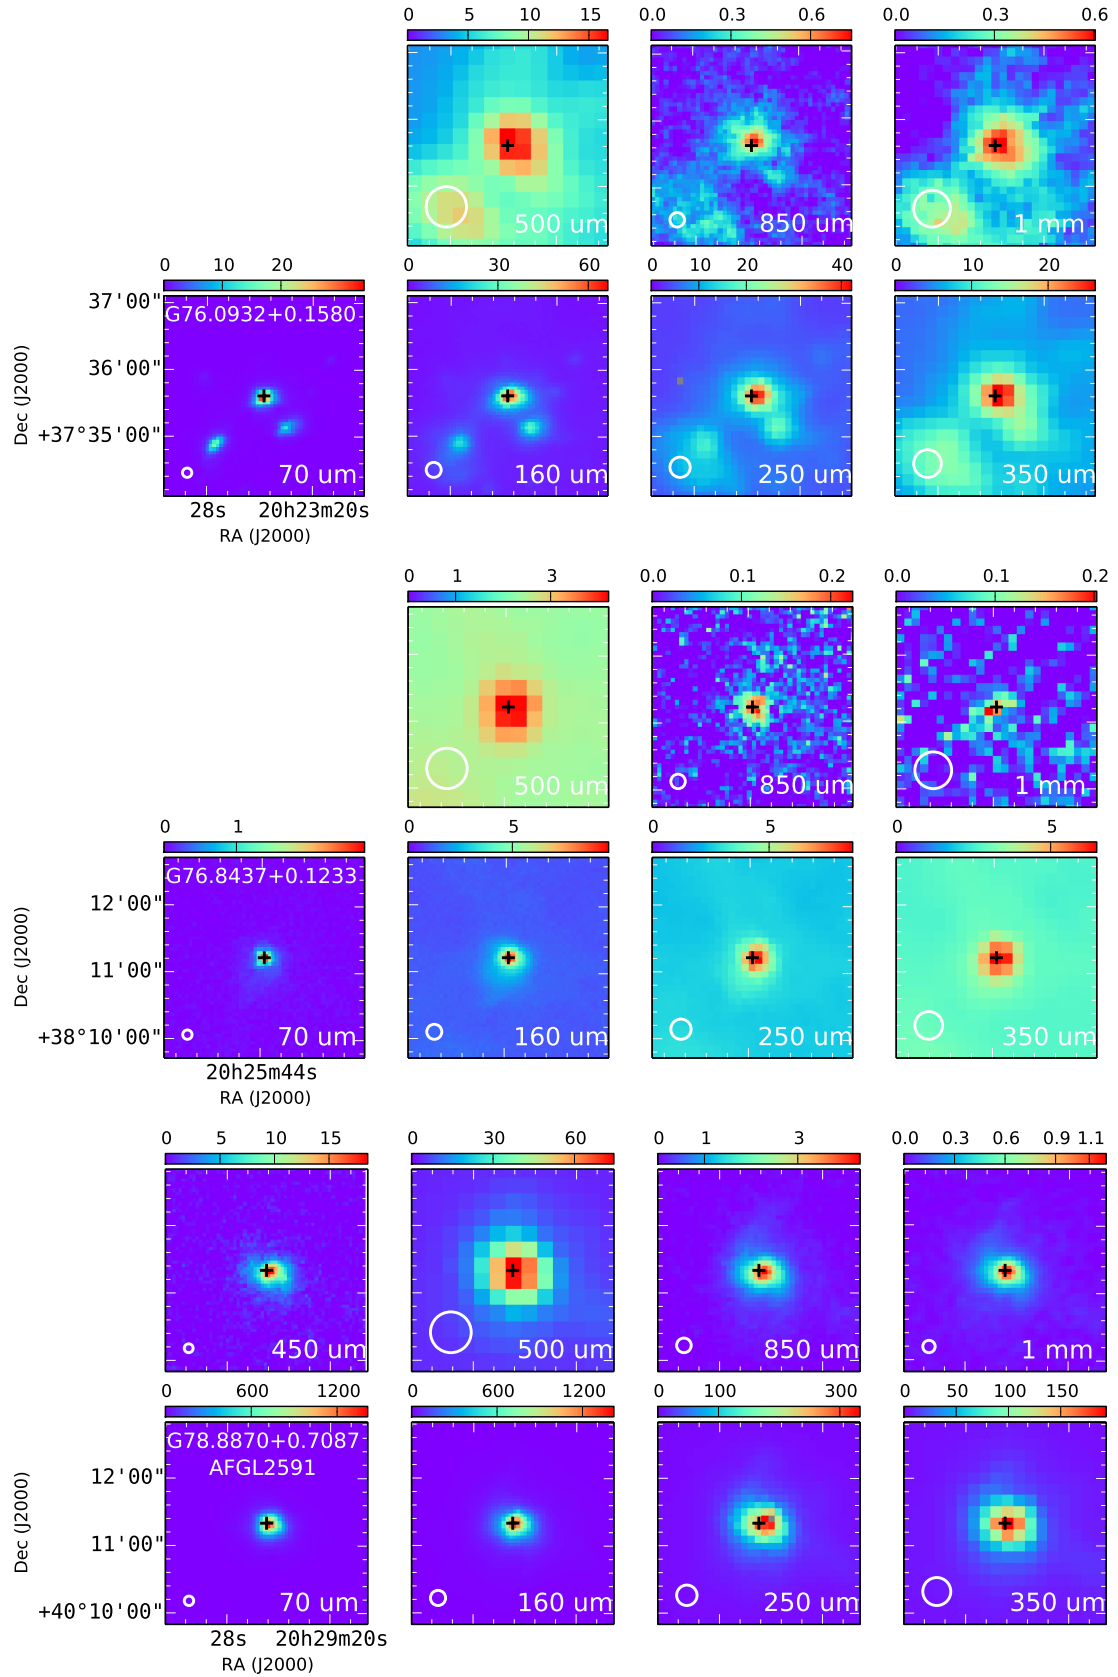 0 5 10 15
0.0 0.3 0.6
0.0 0.3 0.6
500 um
850 um
1 mm
0 10 20
0 30 60
0 10 20 30 40
0 10 20
37'00"
36'00"
+37°35'00"
Dec (J2000)
G76.0932+0.1580
70 um
160 um
250 um
350 um
28s 20h23m20s
RA (J2000)
0 1 3
0.0 0.1 0.2
0.0 0.1 0.2
500 um
850 um
1 mm
0 1
0 5
0 5
0 5
12'00"
11'00"
+38°10'00"
Dec (J2000)
G76.8437+0.1233
70 um
160 um
250 um
350 um
20h25m44s
RA (J2000)
0 5 10 15
0 30 60
0 1 3
0.0 0.3 0.6 0.9 1.1
450 um
500 um
850 um
1 mm
0 600 1200
0 600 1200
0 100 300
0 50 100 150
12'00"
11'00"
+40°10'00"
Dec (J2000)
G78.8870+0.7087
AFGL2591
70 um
160 um
250 um
350 um
28s 20h29m20s
RA (J2000)